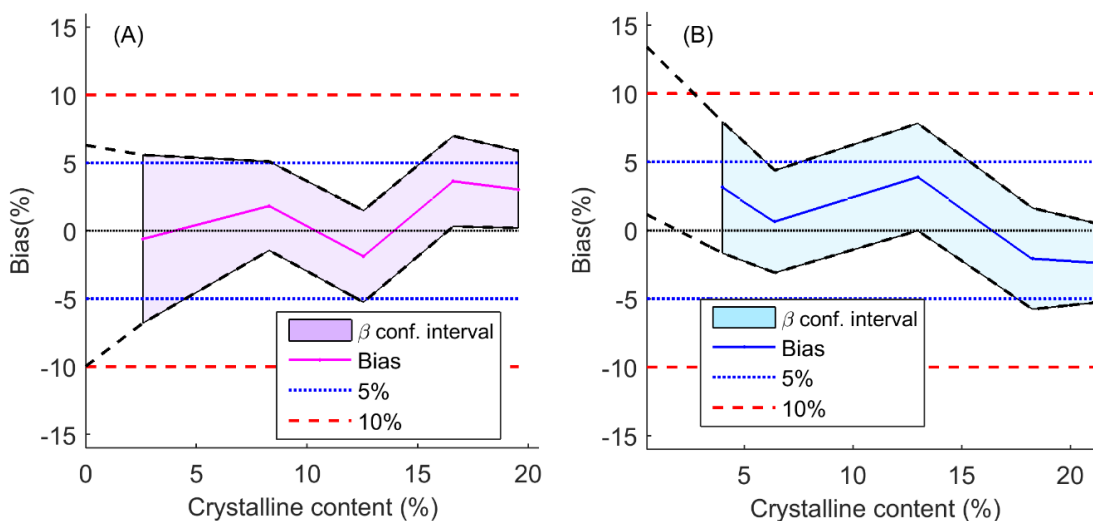 (A)
15
10
5
0
-5
-10
-15
Bias(%)
0
5
10
15
20
Crystalline content (%)
β conf. interval
Bias
5%
10%
(B)
15
10
5
0
-5
-10
-15
Bias(%)
5
10
15
20
Crystalline content (%)
β conf. interval
Bias
5%
10%